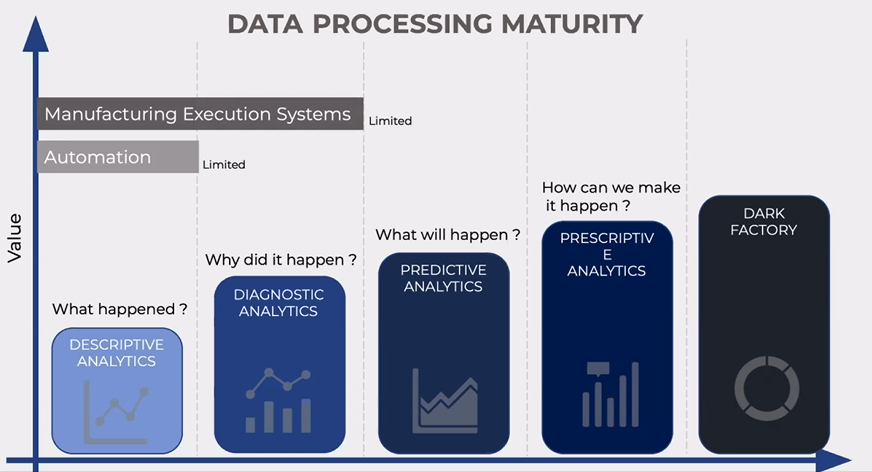 DATA PROCESSING MATURITY
Manufacturing Execution Systems
Limited
Automation
Limited
Value
What happened ?
DESCRIPTIVE
ANALYTICS
Why did it happen ?
DIAGNOSTIC
ANALYTICS
What will happen ?
PREDICTIVE
ANALYTICS
How can we make
it happen ?
PRESCRIPTIV
E
ANALYTICS
DARK
FACTORY